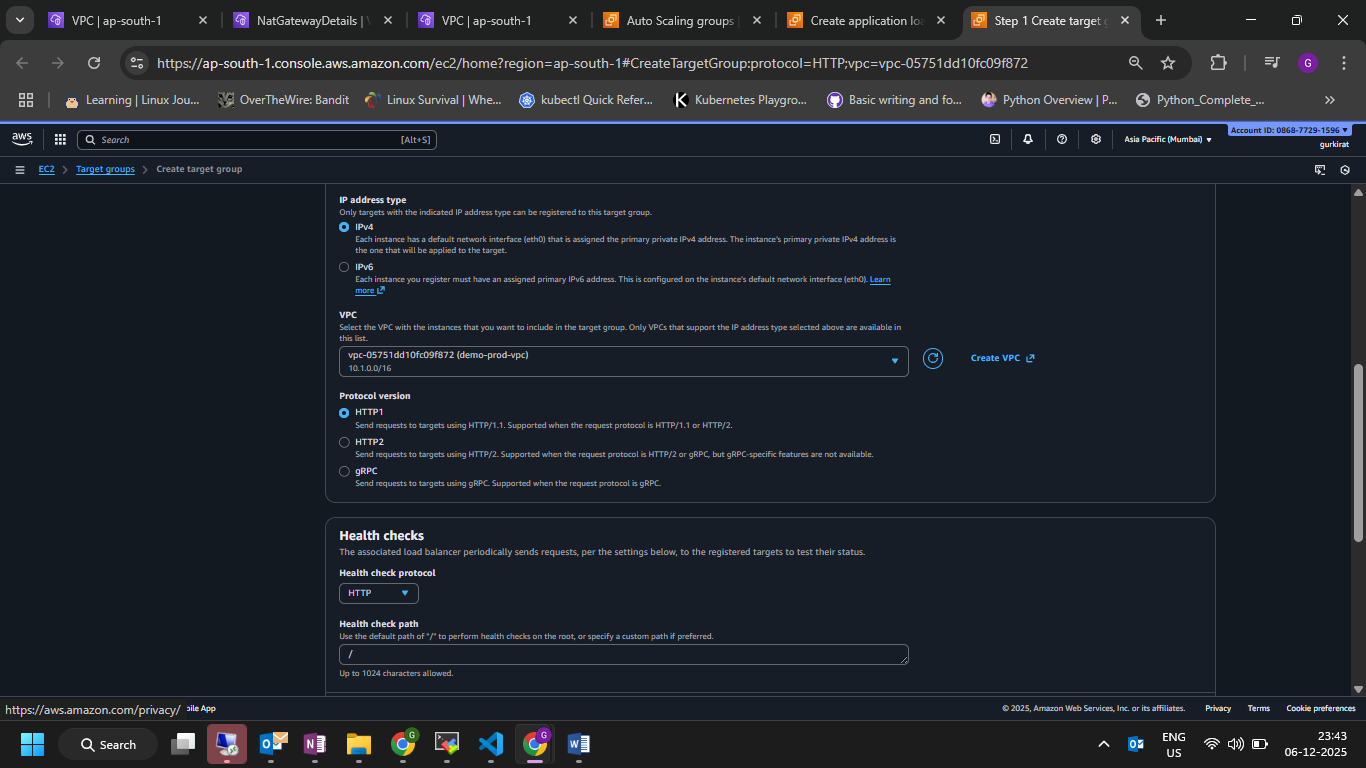 VPC | ap-south-1
NatGatewayDetails |
VPC | ap-south-1
Auto Scaling groups
Create application loa
Step 1 Create target g
https://ap-south-1.console.aws.amazon.com/ec2/home?region=ap-south-1#CreateTargetGroup:protocol=HTTP;vpc=vpc-05751dd10fc09f872
G
Learning | Linux Jou...
OverTheWire: Bandit
Linux Survival | Whe...
kubectl Quick Refer...
Kubernetes Playgro...
Basic writing and fo...
Python Overview | P...
Python_Complete_...
aws
Search
[Alt+S]
Asia Pacific (Mumbai)
Account ID: 0868-7729-1596
gurkirat
EC2
Target groups
Create target group
IP address type
Only targets with the indicated IP address type can be registered to this target group.
IPv4
Each instance has a default network interface (eth0) that is assigned the primary private IPv4 address. The instance's primary private IPv4 address is
the one that will be applied to the target.
IPv6
Each instance you register must have an assigned primary IPv6 address. This is configured on the instance's default network interface (eth0). Learn
more
VPC
Select the VPC with the instances that you want to include in the target group. Only VPCs that support the IP address type selected above are available in
this list.
vpc-05751dd10fc09f872 (demo-prod-vpc)
10.1.0.0/16
Create VPC
Protocol version
HTTP1
Send requests to targets using HTTP/1.1. Supported when the request protocol is HTTP/1.1 or HTTP/2.
HTTP2
Send requests to targets using HTTP/2. Supported when the request protocol is HTTP/2 or gRPC, but gRPC-specific features are not available.
gRPC
Send requests to targets using gRPC. Supported when the request protocol is gRPC.
Health checks
The associated load balancer periodically sends requests, per the settings below, to the registered targets to test their status.
Health check protocol
HTTP
Health check path
Use the default path of "/" to perform health checks on the root, or specify a custom path if preferred.
/
Up to 1024 characters allowed.
https://aws.amazon.com/privacy/
bile App
© 2025, Amazon Web Services, Inc. or its affiliates.
Privacy
Terms
Cookie preferences
Search
G
G
ENG
US
23:43
06-12-2025